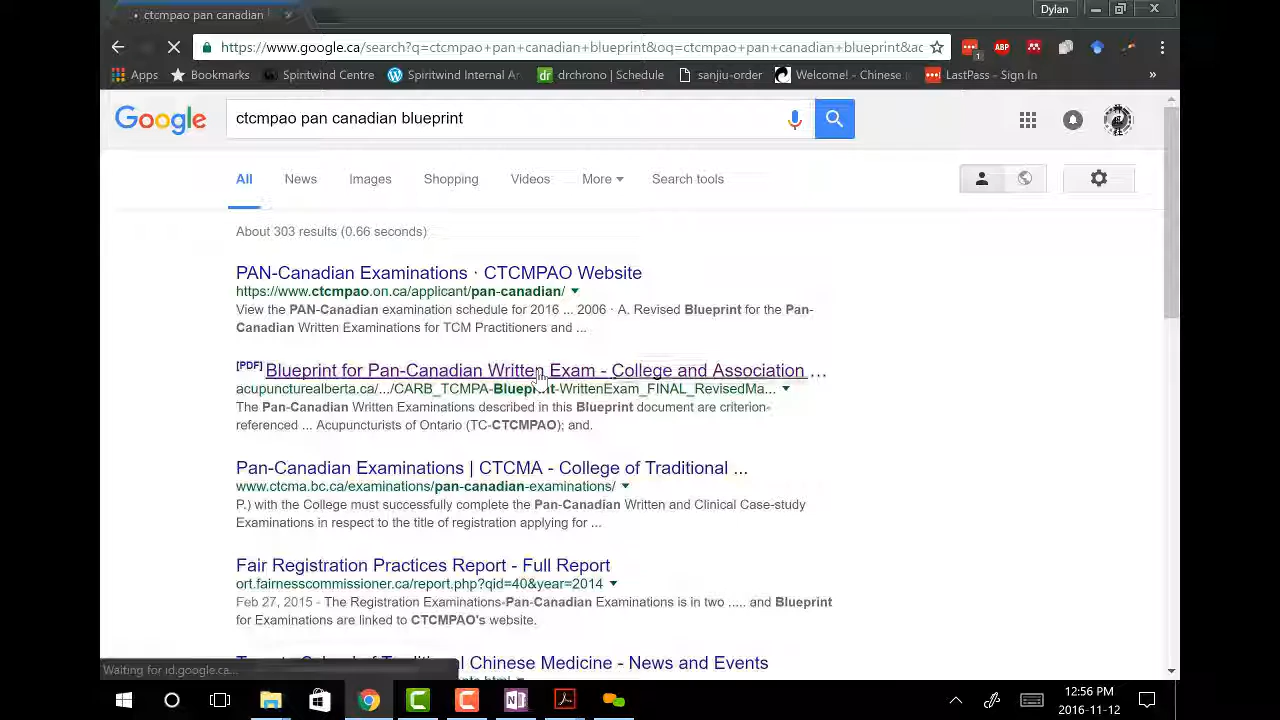 ctcmpao pan canadian
Dylan
https://www.google.ca/search?q=ctcmpao+pan+canadian+blueprint&oq=ctcmpao+pan+canadian+blueprint&ac
1
ABP
Apps
Bookmarks
Spiritwind Centre
Spiritwind Internal Ar
dr
drchrono | Schedule
sanjiu-order
Welcome! - Chinese
LastPass - Sign In
»
Google
ctcmpao pan canadian blueprint
All
News
Images
Shopping
Videos
More
Search tools
About 303 results (0.66 seconds)
PAN-Canadian Examinations · CTCMPAO Website
https://www.ctcmpao.on.ca/applicant/pan-canadian/
View the PAN-Canadian examination schedule for 2016 ... 2006 · A. Revised Blueprint for the Pan-
Canadian Written Examinations for TCM Practitioners and ...
[PDF] Blueprint for Pan-Canadian Written Exam - College and Association ...
acupuncturealberta.ca/.../CARB_TCMPA-Blueprint-WrittenExam_FINAL_RevisedMa...
The Pan-Canadian Written Examinations described in this Blueprint document are criterion-
referenced ... Acupuncturists of Ontario (TC-CTCMPAO); and.
Pan-Canadian Examinations | CTCMA - College of Traditional ...
www.ctcma.bc.ca/examinations/pan-canadian-examinations/
P.) with the College must successfully complete the Pan-Canadian Written and Clinical Case-study
Examinations in respect to the title of registration applying for ...
Fair Registration Practices Report - Full Report
ort.fairnesscommissioner.ca/report.php?qid=40&year=2014
Feb 27, 2015 - The Registration Examinations-Pan-Canadian Examinations is in two ..... and Blueprint
for Examinations are linked to CTCMPAO's website.
Chinese Medicine - News and Events
Waiting for id.google.ca...
12:56 PM
2016-11-12